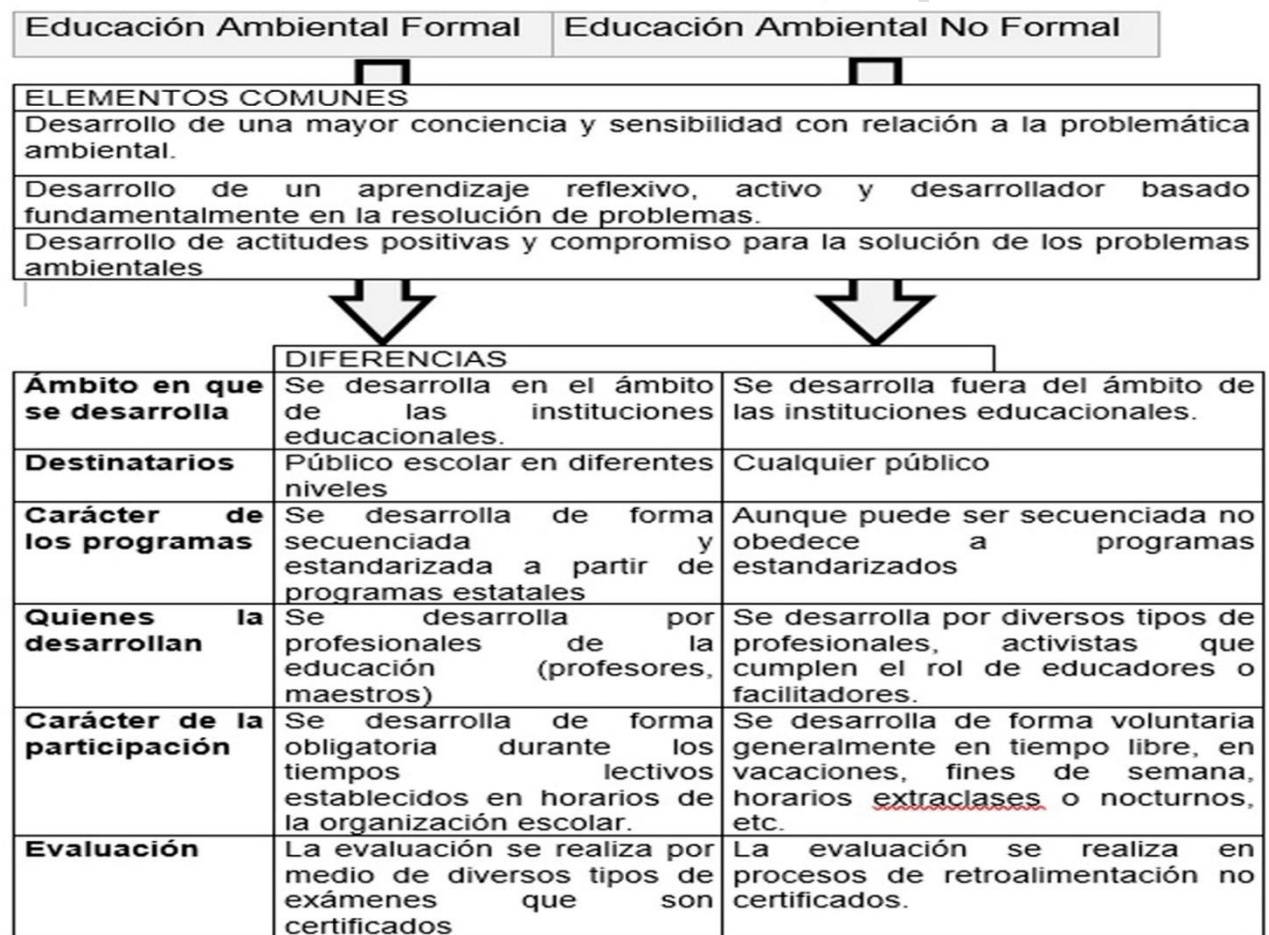 Educación Ambiental Formal
Educación Ambiental No Formal
ELEMENTOS COMUNES
Desarrollo de una mayor conciencia y sensibilidad con relación a la problemática
ambiental.
Desarrollo de un aprendizaje reflexivo, activo y desarrollador basado
fundamentalmente en la resolución de problemas.
Desarrollo de actitudes positivas y compromiso para la solución de los problemas
ambientales
DIFERENCIAS
Ámbito en que
se desarrolla
Se desarrolla en el ámbito
de las instituciones
educacionales.
Se desarrolla fuera del ámbito de
las instituciones educacionales.
Destinatarios
Público escolar en diferentes
niveles
Cualquier público
Carácter de
los programas
Se desarrolla de forma
secuenciada y
estandarizada a partir de
programas estatales
Aunque puede ser secuenciada no
obedece a programas
estandarizados
Quienes la
desarrollan
Se desarrolla por
profesionales de la
educación (profesores,
maestros)
Se desarrolla por diversos tipos de
profesionales, activistas que
cumplen el rol de educadores o
facilitadores.
Carácter de la
participación
Se desarrolla de forma
obligatoria durante los
tiempos lectivos
establecidos en horarios de
la organización escolar.
Se desarrolla de forma voluntaria
generalmente en tiempo libre, en
vacaciones, fines de semana,
horarios extraclases o nocturnos,
etc.
Evaluación
La evaluación se realiza por
medio de diversos tipos de
exámenes que son
certificados
La evaluación se realiza en
procesos de retroalimentación no
certificados.